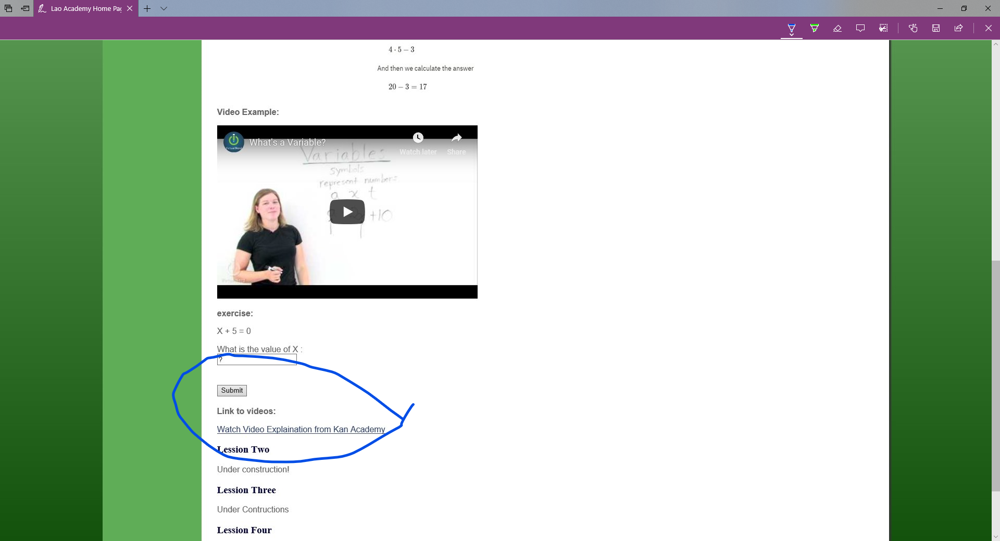 Lao Academy Home Pag
4 · 5 − 3
And then we calculate the answer
20 − 3 = 17
Video Example:
What's a Variable?
VirtualNerd
Watch later
Share
Variables
symbols
represent numbers
a x t
+10
exercise:
X + 5 = 0
What is the value of X :
?
Submit
Link to videos:
Watch Video Explaination from Kan Academy
Lession Two
Under construction!
Lession Three
Under Contructions
Lession Four